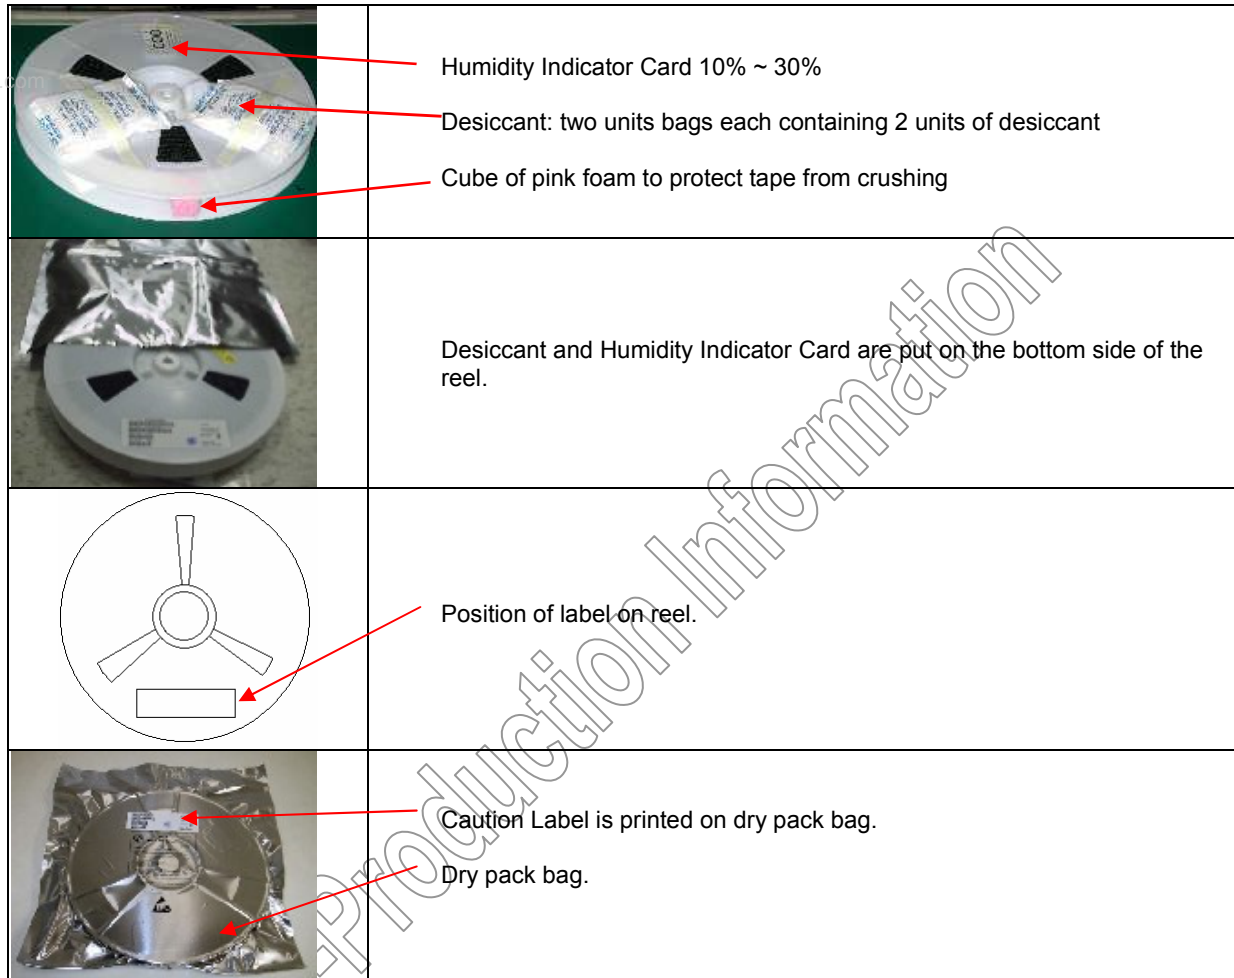 .com
Humidity Indicator Card 10% ~ 30%
Desiccant: two units bags each containing 2 units of desiccant
Cube of pink foam to protect tape from crushing
Desiccant and Humidity Indicator Card are put on the bottom side of the
reel.
Position of label on reel.
Caution Label is printed on dry pack bag.
Dry pack bag.
-Production Information